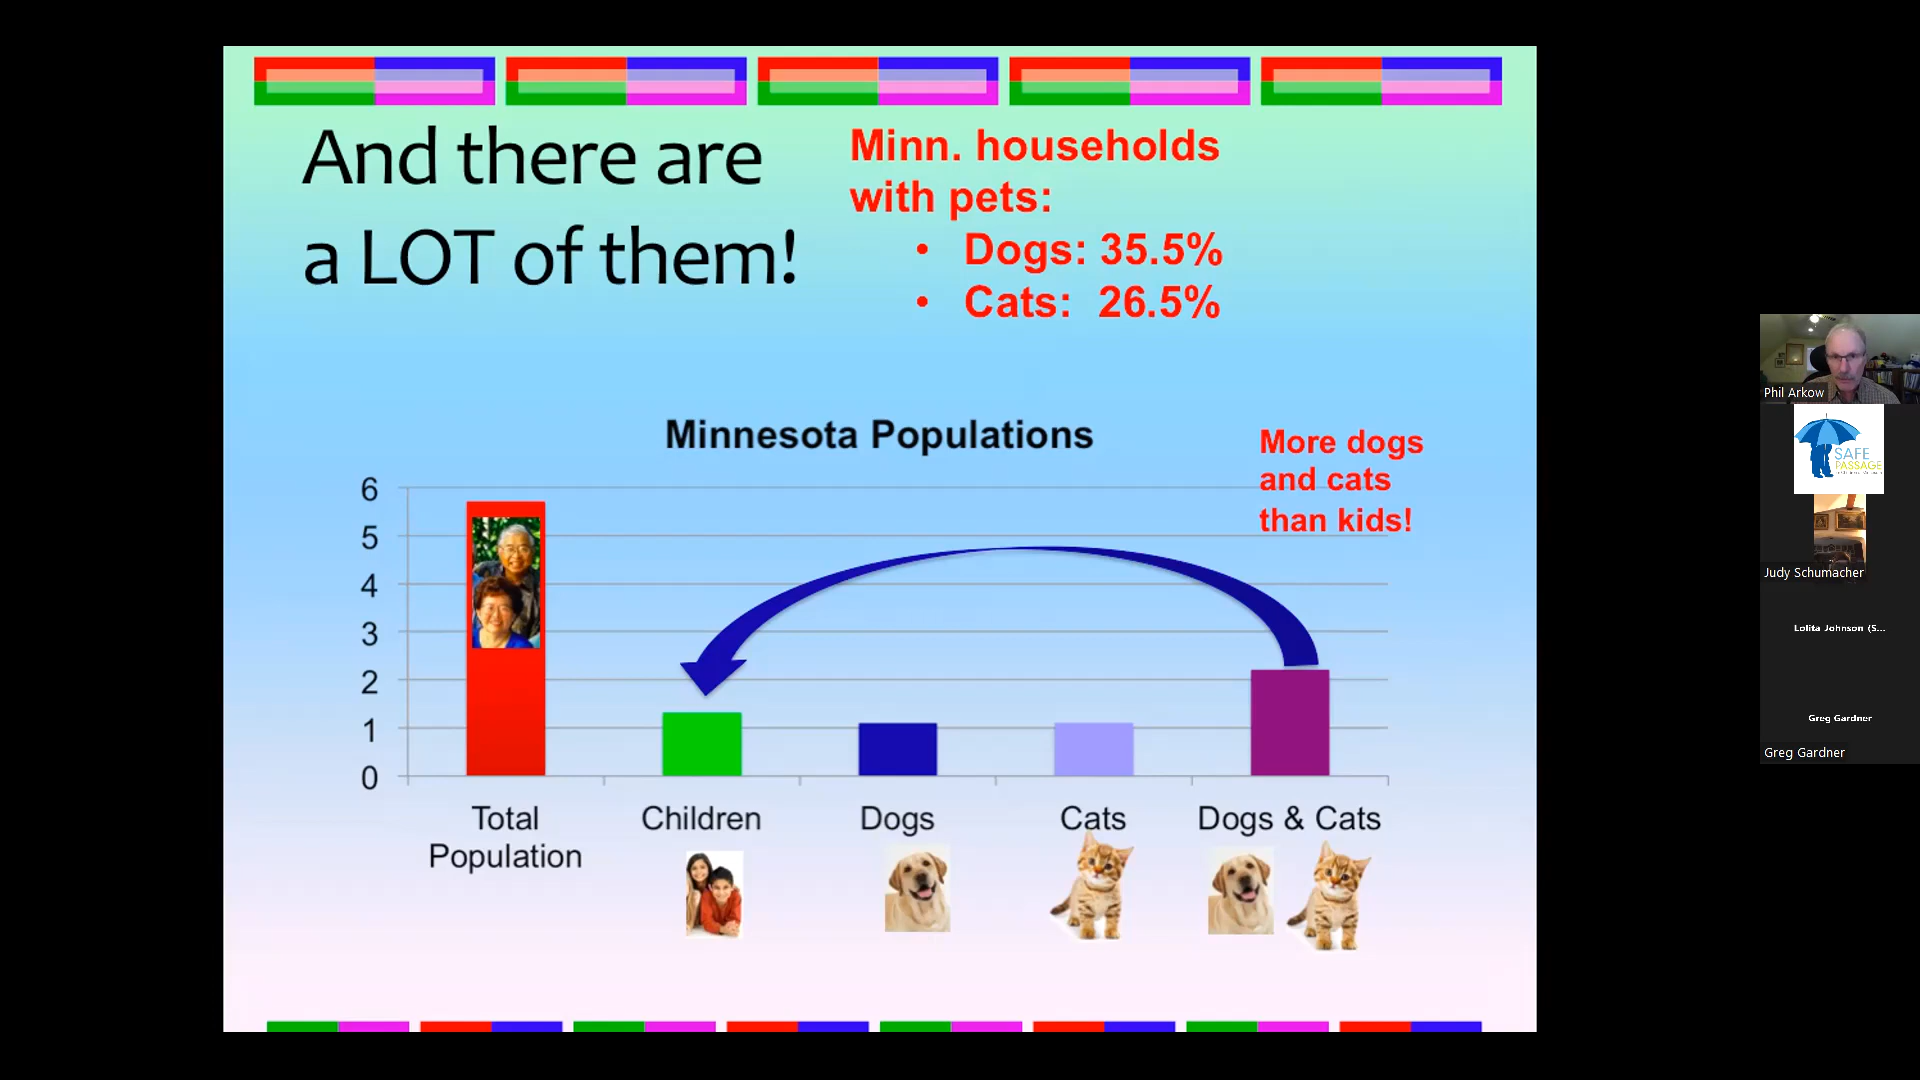 And there are
a LOT of them!
Minn. households
with pets:
• Dogs: 35.5%
• Cats: 26.5%
Minnesota Populations
More dogs
and cats
than kids!
6
5
4
3
2
1
0
Total
Population
Children
Dogs
Cats
Dogs & Cats
Phil Arkow
SAFE
PASSAGE
Judy Schumacher
Lolita Johnson (S...
Greg Gardner
Greg Gardner